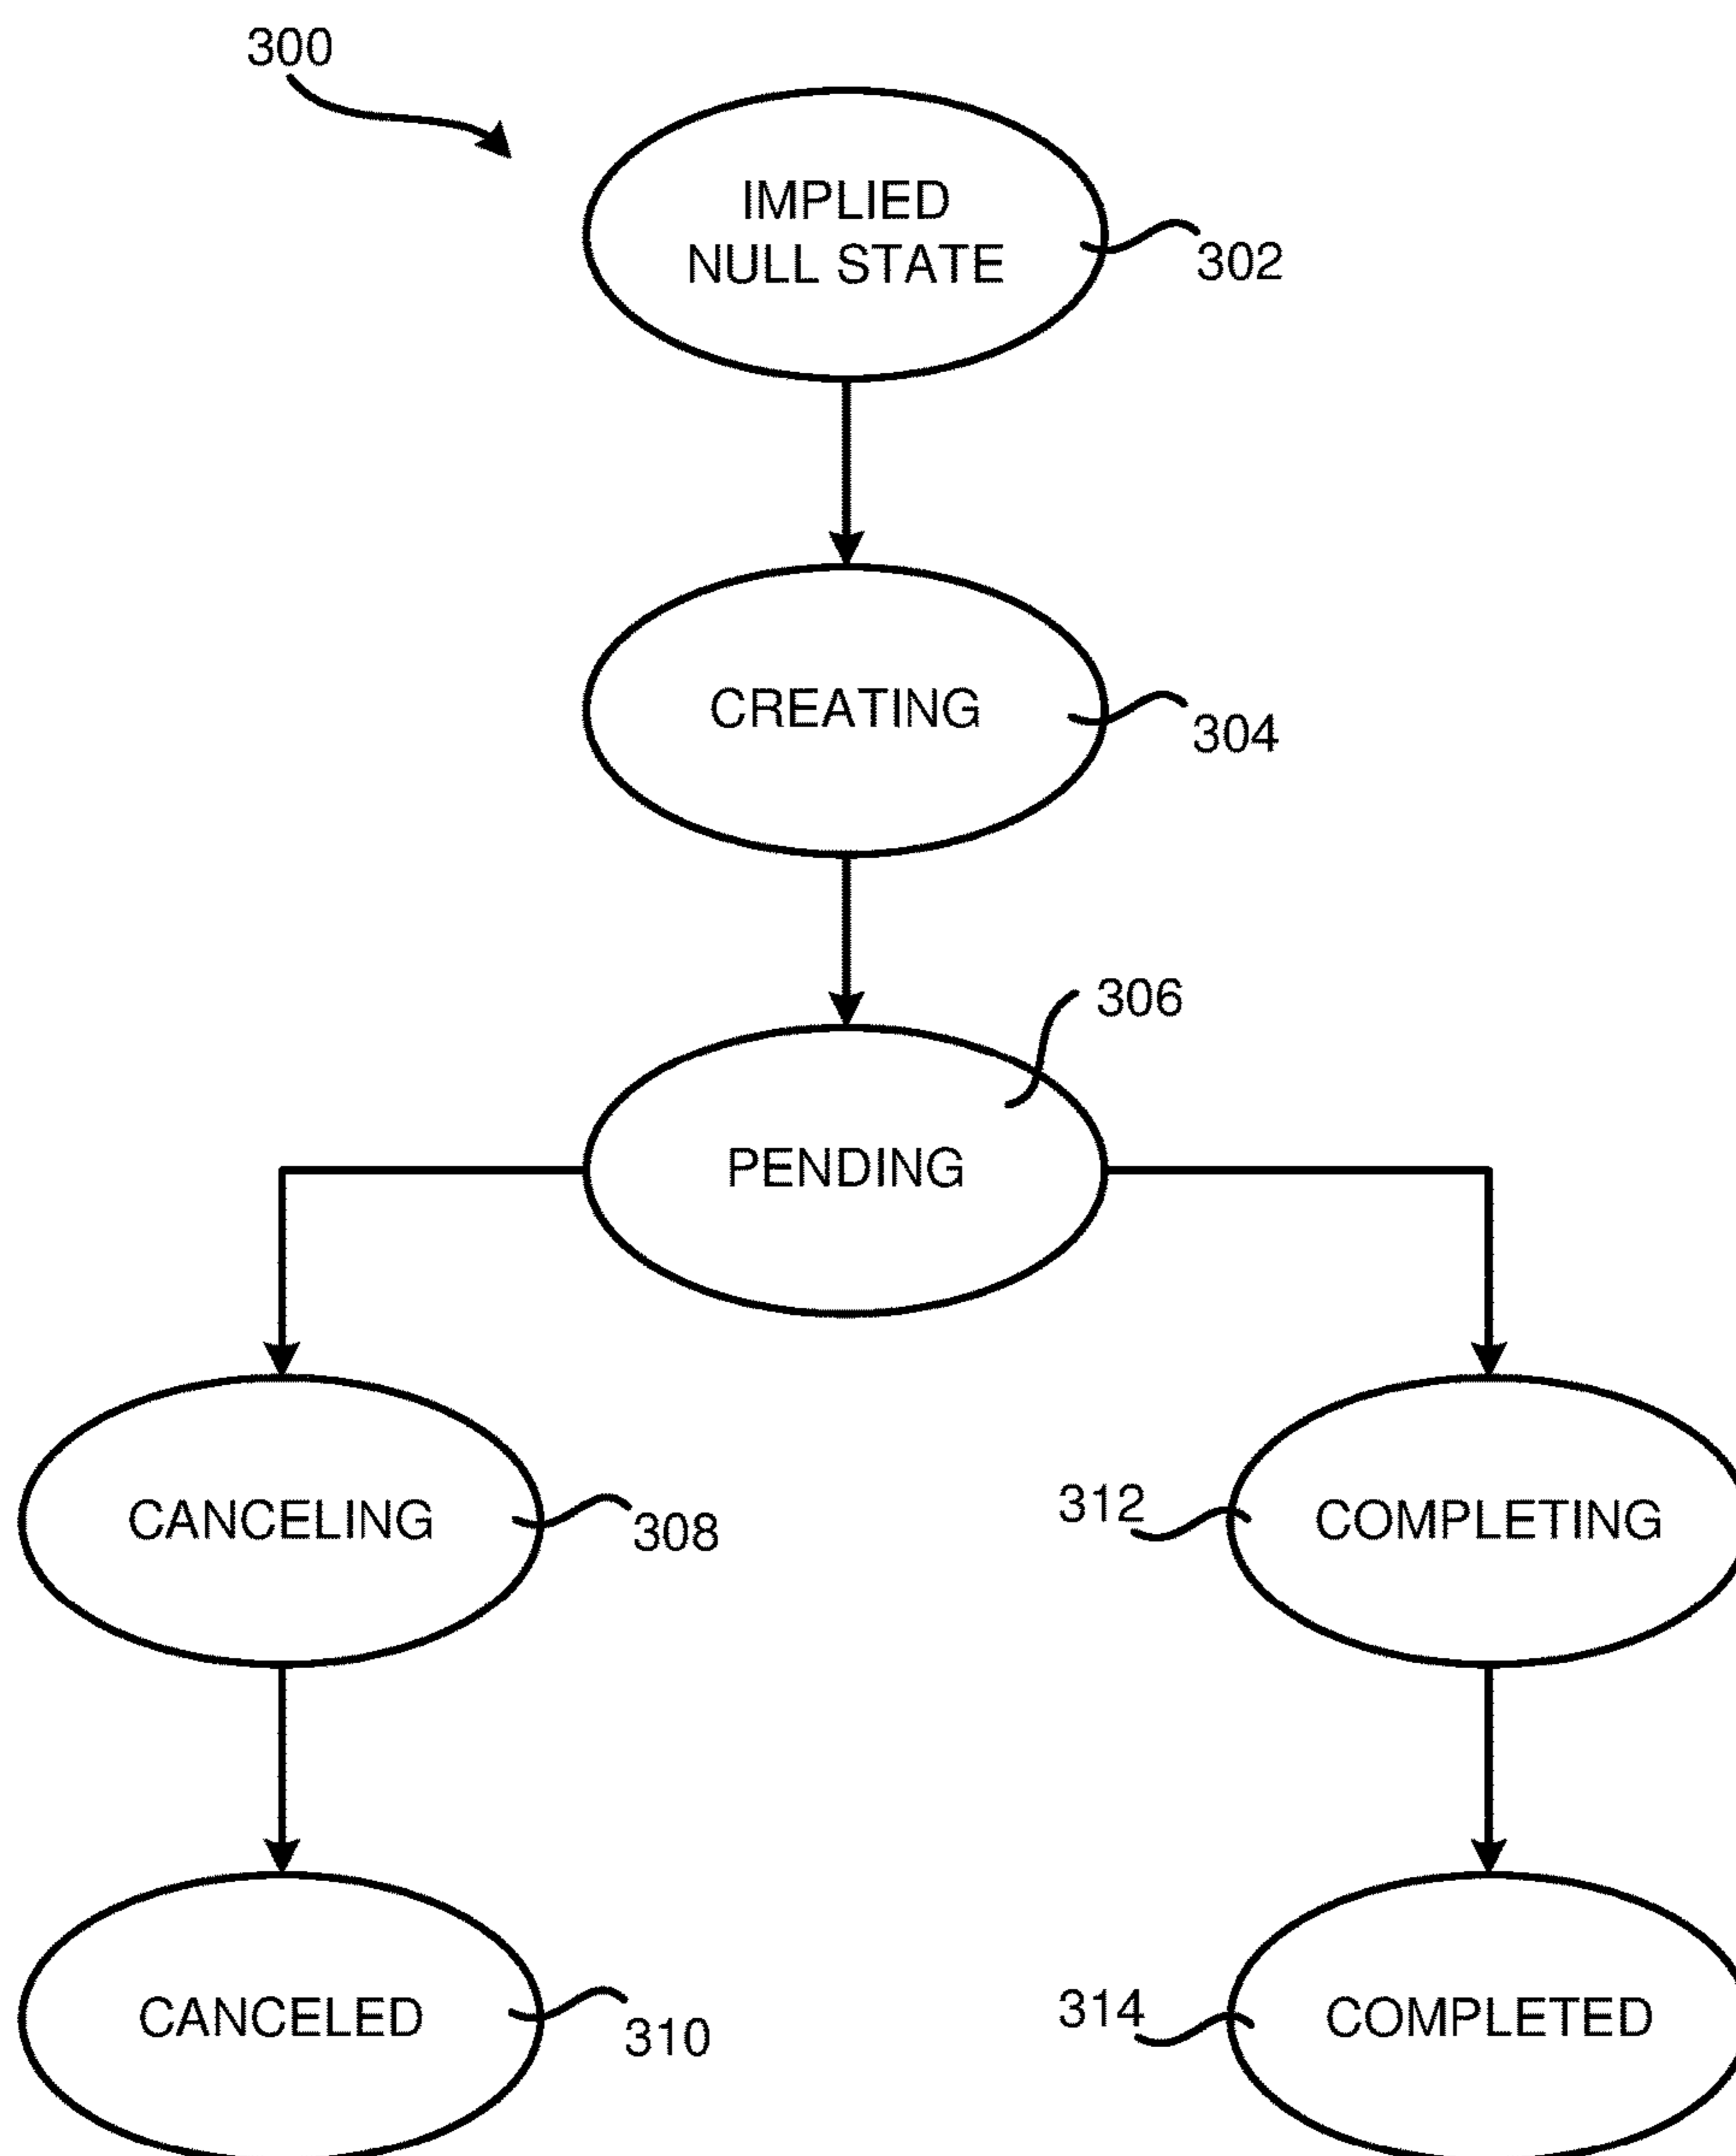 300
IMPLIED
NULL STATE
302
CREATING
304
306
PENDING
CANCELING
308
312
COMPLETING
CANCELED
310
314
COMPLETED